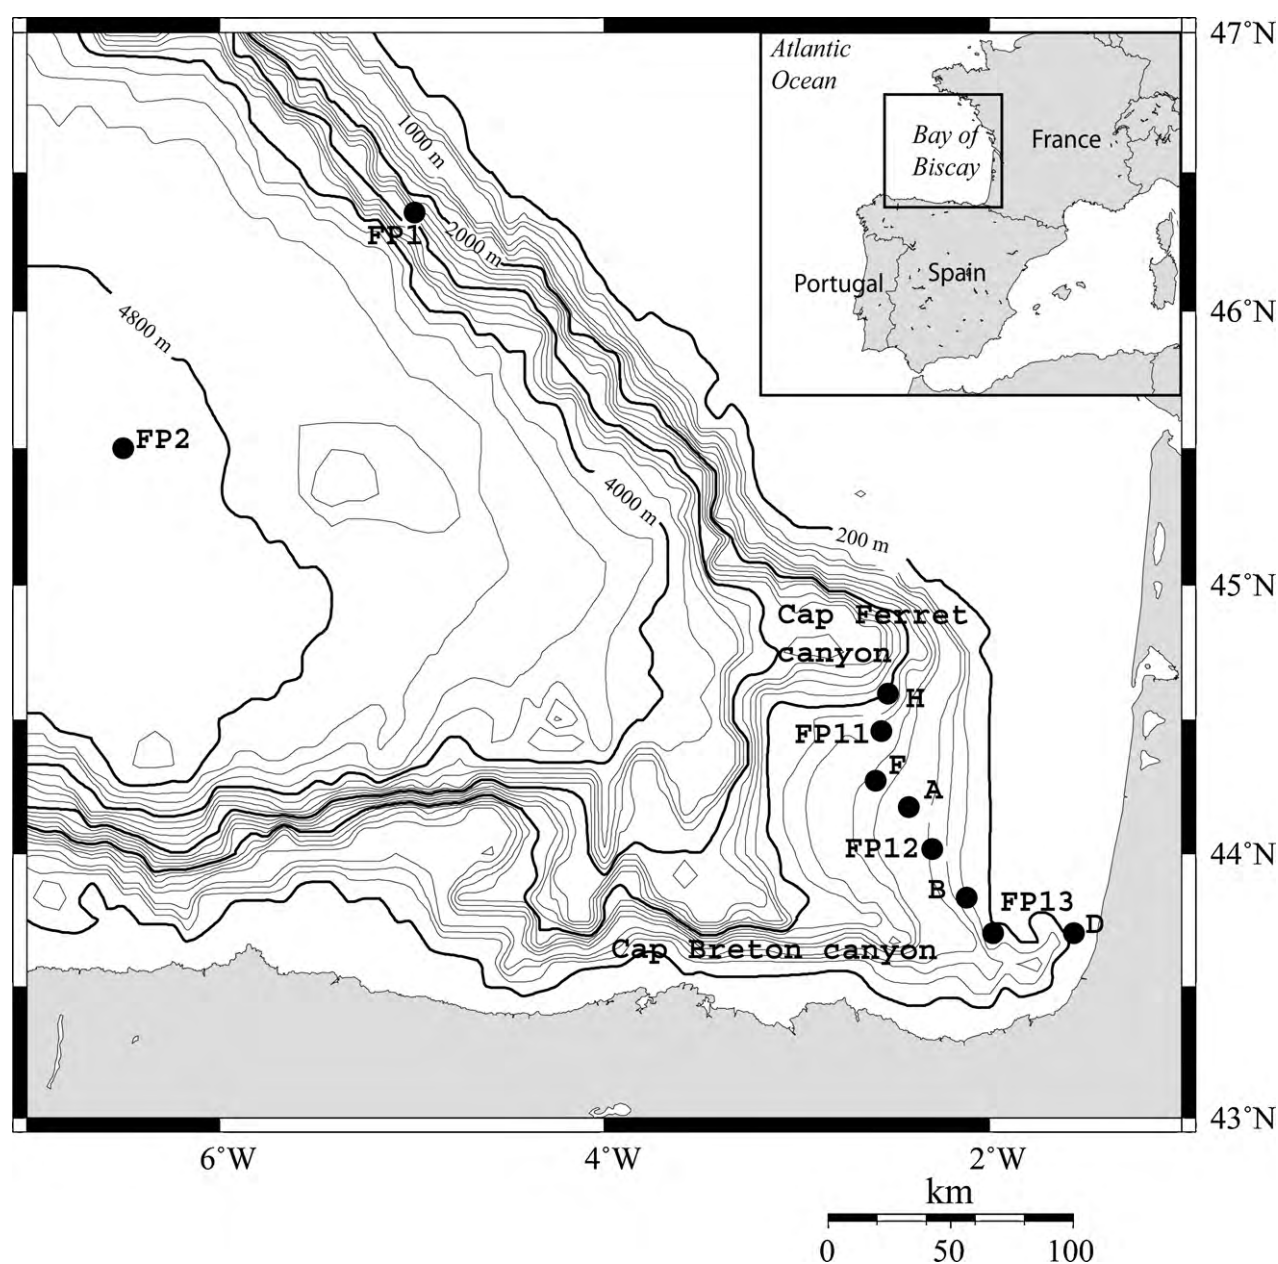 Atlantic
Ocean
Bay of
Biscay
France
Portugal
Spain
47°N
46°N
45°N
44°N
43°N
1000 m
FP1
2000 m
4800 m
FP2
4000 m
200 m
Cap Ferret
canyon
H
FP11
F
A
FP12
B
FP13
D
Cap Breton canyon
6°W
4°W
2°W
km
0
50
100